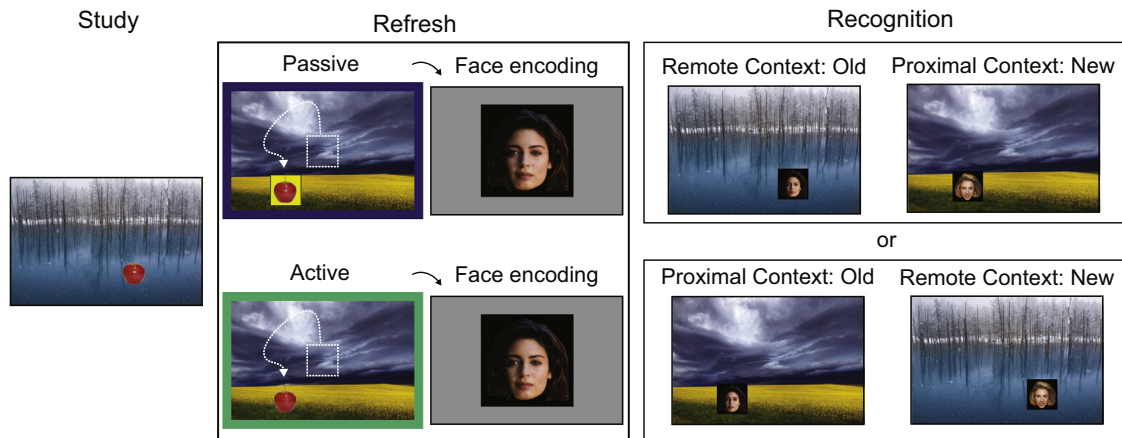 Study
Refresh
Recognition
Passive
Face encoding
Remote Context: Old
Proximal Context: New
or
Active
Face encoding
Proximal Context: Old
Remote Context: New